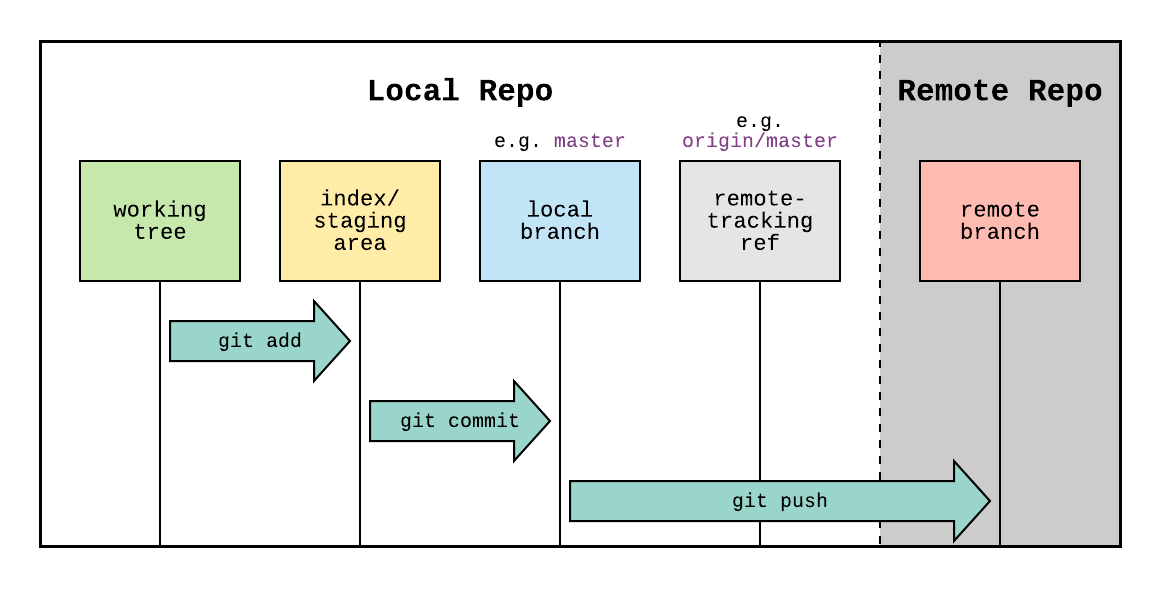 Local Repo
Remote Repo
e.g. master
e.g.
origin/master
working
tree
index/
staging
area
local
branch
remote-
tracking
ref
remote
branch
git add
git commit
git push